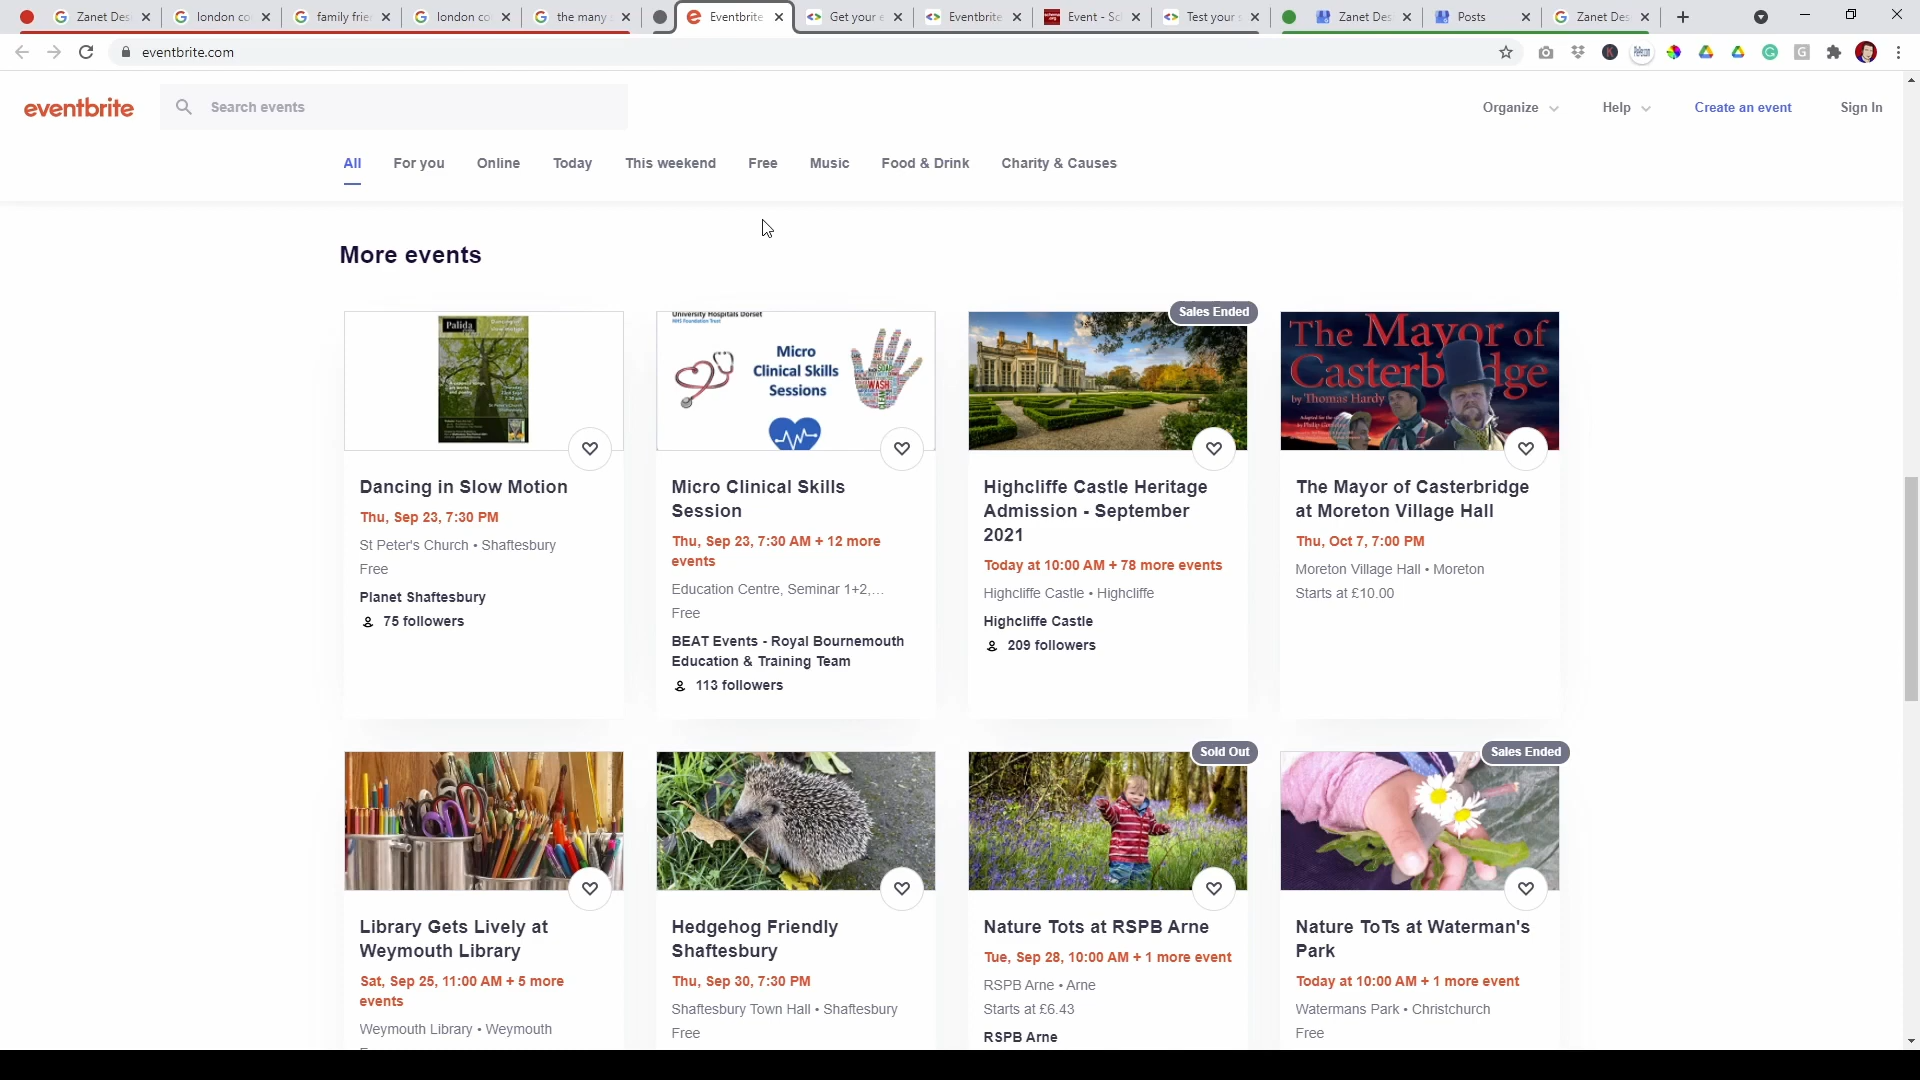 Zanet Des
london co
family frie
london co
the many
Eventbrite
Get your e
Eventbrite
Event - Sc
Test your
Zanet Des
Posts
Zanet Des
eventbrite.com
eventbrite
Search events
Organize
Help
Create an event
Sign In
All
For you
Online
Today
This weekend
Free
Music
Food & Drink
Charity & Causes
More events
Palida
University Hospitals Dorset
NHS Foundation Trust
Micro
Clinical Skills
Sessions
WASH
Sales Ended
The Mayor of
Casterbridge
by Thomas Hardy
Dancing in Slow Motion
Thu, Sep 23, 7:30 PM
St Peter's Church • Shaftesbury
Free
Planet Shaftesbury
75 followers
Micro Clinical Skills
Session
Thu, Sep 23, 7:30 AM + 12 more
events
Education Centre, Seminar 1+2,...
Free
BEAT Events - Royal Bournemouth
Education & Training Team
113 followers
Highcliffe Castle Heritage
Admission - September
2021
Today at 10:00 AM + 78 more events
Highcliffe Castle • Highcliffe
Highcliffe Castle
209 followers
The Mayor of Casterbridge
at Moreton Village Hall
Thu, Oct 7, 7:00 PM
Moreton Village Hall • Moreton
Starts at £10.00
Sold Out
Sales Ended
Library Gets Lively at
Weymouth Library
Sat, Sep 25, 11:00 AM + 5 more
events
Weymouth Library • Weymouth
Hedgehog Friendly
Shaftesbury
Thu, Sep 30, 7:30 PM
Shaftesbury Town Hall • Shaftesbury
Free
Nature Tots at RSPB Arne
Tue, Sep 28, 10:00 AM + 1 more event
RSPB Arne • Arne
Starts at £6.43
RSPB Arne
Nature ToTs at Waterman's
Park
Today at 10:00 AM + 1 more event
Watermans Park • Christchurch
Free